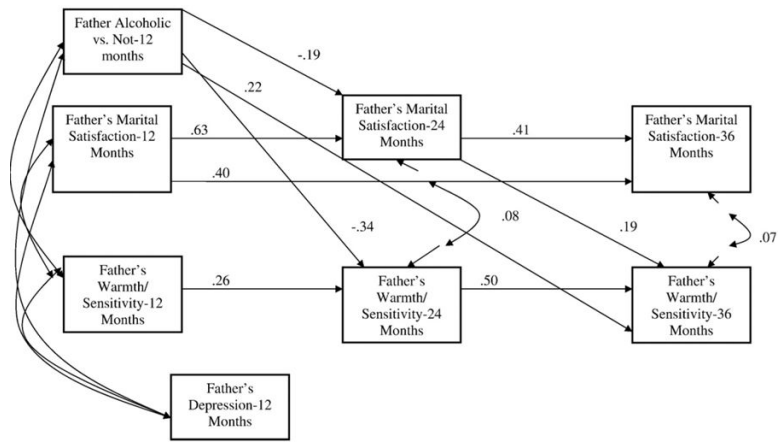 Father Alcoholic
vs. Not-12
months
-.19
.22
Father's Marital
Satisfaction-12
Months
.63
.40
Father's Marital
Satisfaction-24
Months
.41
Father's Marital
Satisfaction-36
Months
-.34
.08
.19
.07
Father's
Warmth/
Sensitivity-12
Months
.26
Father's
Warmth/
Sensitivity-24
Months
.50
Father's
Warmth/
Sensitivity-36
Months
Father's
Depression-12
Months